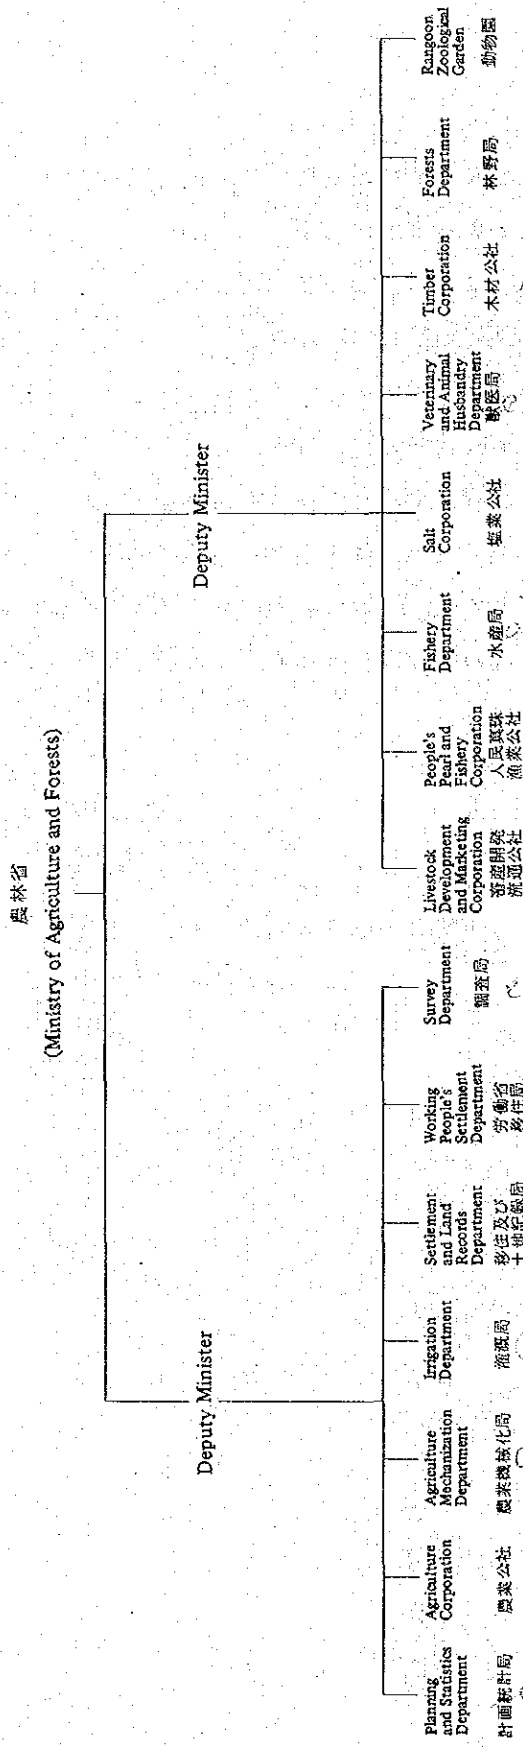 農林省
(Ministry of Agriculture and Forests)
Deputy Minister
Deputy Minister
Planning
and Statistics
Department
計画統計局
Agriculture
Corporation
農業公社
Agriculture
Mechanization
Department
農業機械化局
Irrigation
Department
灌漑局
Settlement
and Land
Records
Department
移住及び
土地記録局
Working
People's
Settlement
Department
労働省
移住局
Survey
Department
調査局
Livestock
Development
and Marketing
Corporation
畜産開発
流通公社
People's
Pearl and
Fishery
Corporation
人民真珠
漁業公社
Fishery
Department
水産局
Salt
Corporation
塩業公社
Veterinary
and Animal
Husbandry
Department
獣医局
Timber
Corporation
木材公社
Forests
Department
林野局
Rangoon
Zoological
Garden
動物園